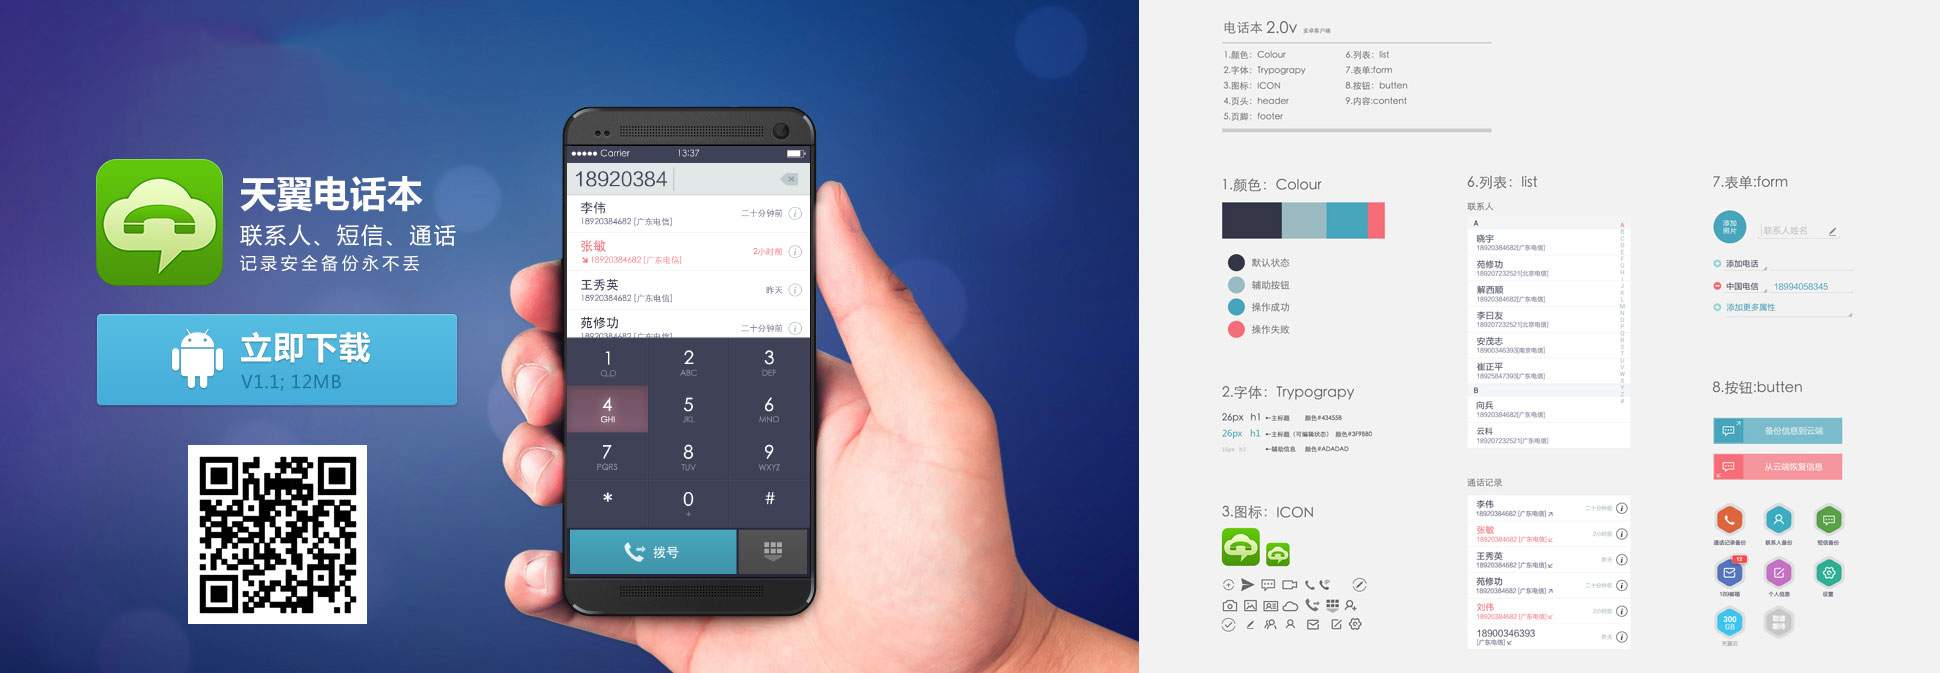 天翼电话本
联系人、短信、通话
记录安全备份永不丢
立即下载
V1.1; 12MB
Carrier 13:37
18920384
李伟
18920384682 [广东电信]
二十分钟前
张敏
18920384682 [广东电信]
2小时前
王秀英
18920384682 [广东电信]
昨天
苑修功
18920384682 [广东电信]
二十分钟前
1 2 3
ABC DEF
4 5 6
GHI JKL MNO
7 8 9
PQRS TUV WXYZ
* 0 #
+
拨号
电话本 2.0v 安卓客户端
1.颜色：Colour
2.字体：Trypograpy
3.图标：ICON
4.页头：header
5.页脚：footer
6.列表：list
7.表单:form
8.按钮：butten
9.内容:content
1.颜色：Colour
默认状态
辅助按钮
操作成功
操作失败
2.字体：Trypograpy
26px h1 ←主标题 颜色#434558
26px h1 ←主标题（可编辑状态） 颜色#3F9BB0
16px h3 ←辅助信息 颜色#ADADAD
3.图标：ICON
6.列表：list
联系人
A
晓宇
18920384682[广东电信]
苑修功
189207232521[北京电信]
解西顺
18920384682[广东电信]
李日友
189207232521[北京电信]
安茂志
18900346393[南京电信]
崔正平
18925847393[广东电信]
B
向兵
18920384682[广东电信]
云科
189207232521[广东电信]
通话记录
李伟
18920384682 [广东电信]
二十分钟前
张敏
18920384682 [广东电信]
2小时前
王秀英
18920384682 [广东电信]
昨天
苑修功
18920384682 [广东电信]
二十分钟前
刘伟
18920384682 [广东电信]
2小时前
18900346393
[广东电信]
昨天
7.表单:form
添加
照片
联系人姓名
添加电话
中国电信 18994058345
添加更多属性
8.按钮:butten
备份信息到云端
从云端恢复信息
通话记录备份 联系人备份 短信备份
12
189邮箱 个人信息 设置
300
GB
敬请
期待
天翼云